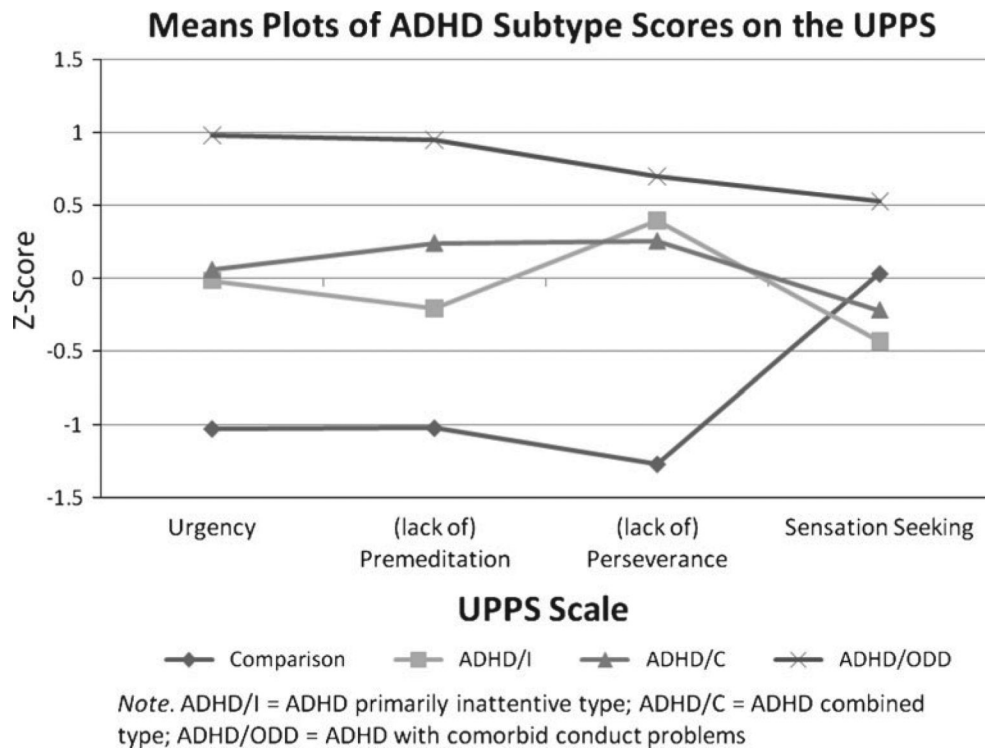 Means Plots of ADHD Subtype Scores on the UPPS
1.5
1
0.5
0
-0.5
-1
-1.5
Z-Score
Urgency
(lack of)
Premeditation
(lack of)
Perseverance
Sensation Seeking
UPPS Scale
Comparison
ADHD/I
ADHD/C
ADHD/ODD
Note. ADHD/I = ADHD primarily inattentive type; ADHD/C = ADHD combined
type; ADHD/ODD = ADHD with comorbid conduct problems